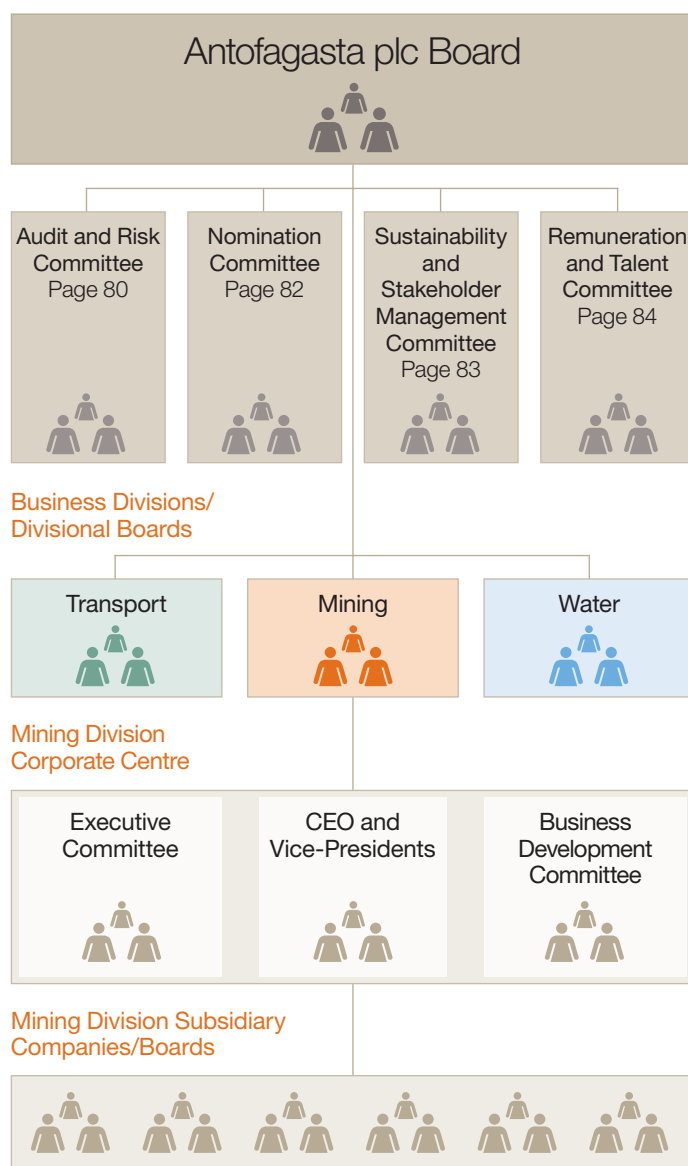 Antofagasta plc Board
Audit and Risk
Committee
Page 80
Nomination
Committee
Page 82
Sustainability
and
Stakeholder
Management
Committee
Page 83
Remuneration
and Talent
Committee
Page 84
Business Divisions/
Divisional Boards
Transport
Mining
Water
Mining Division
Corporate Centre
Executive
Committee
CEO and
Vice-Presidents
Business
Development
Committee
Mining Division Subsidiary
Companies/Boards